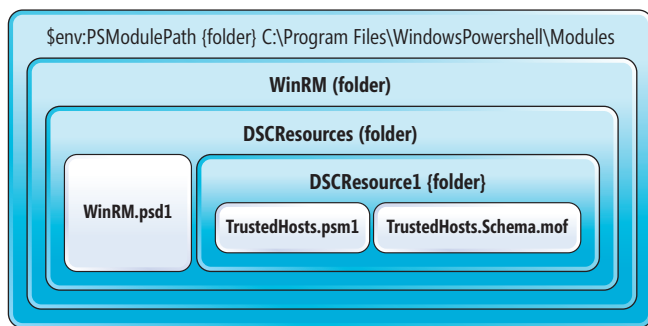 $env:PSModulePath {folder} C:\Program Files\WindowsPowershell\Modules
WinRM (folder)
DSCResources (folder)
WinRM.psd1
DSCResource1 {folder}
TrustedHosts.psm1
TrustedHosts.Schema.mof